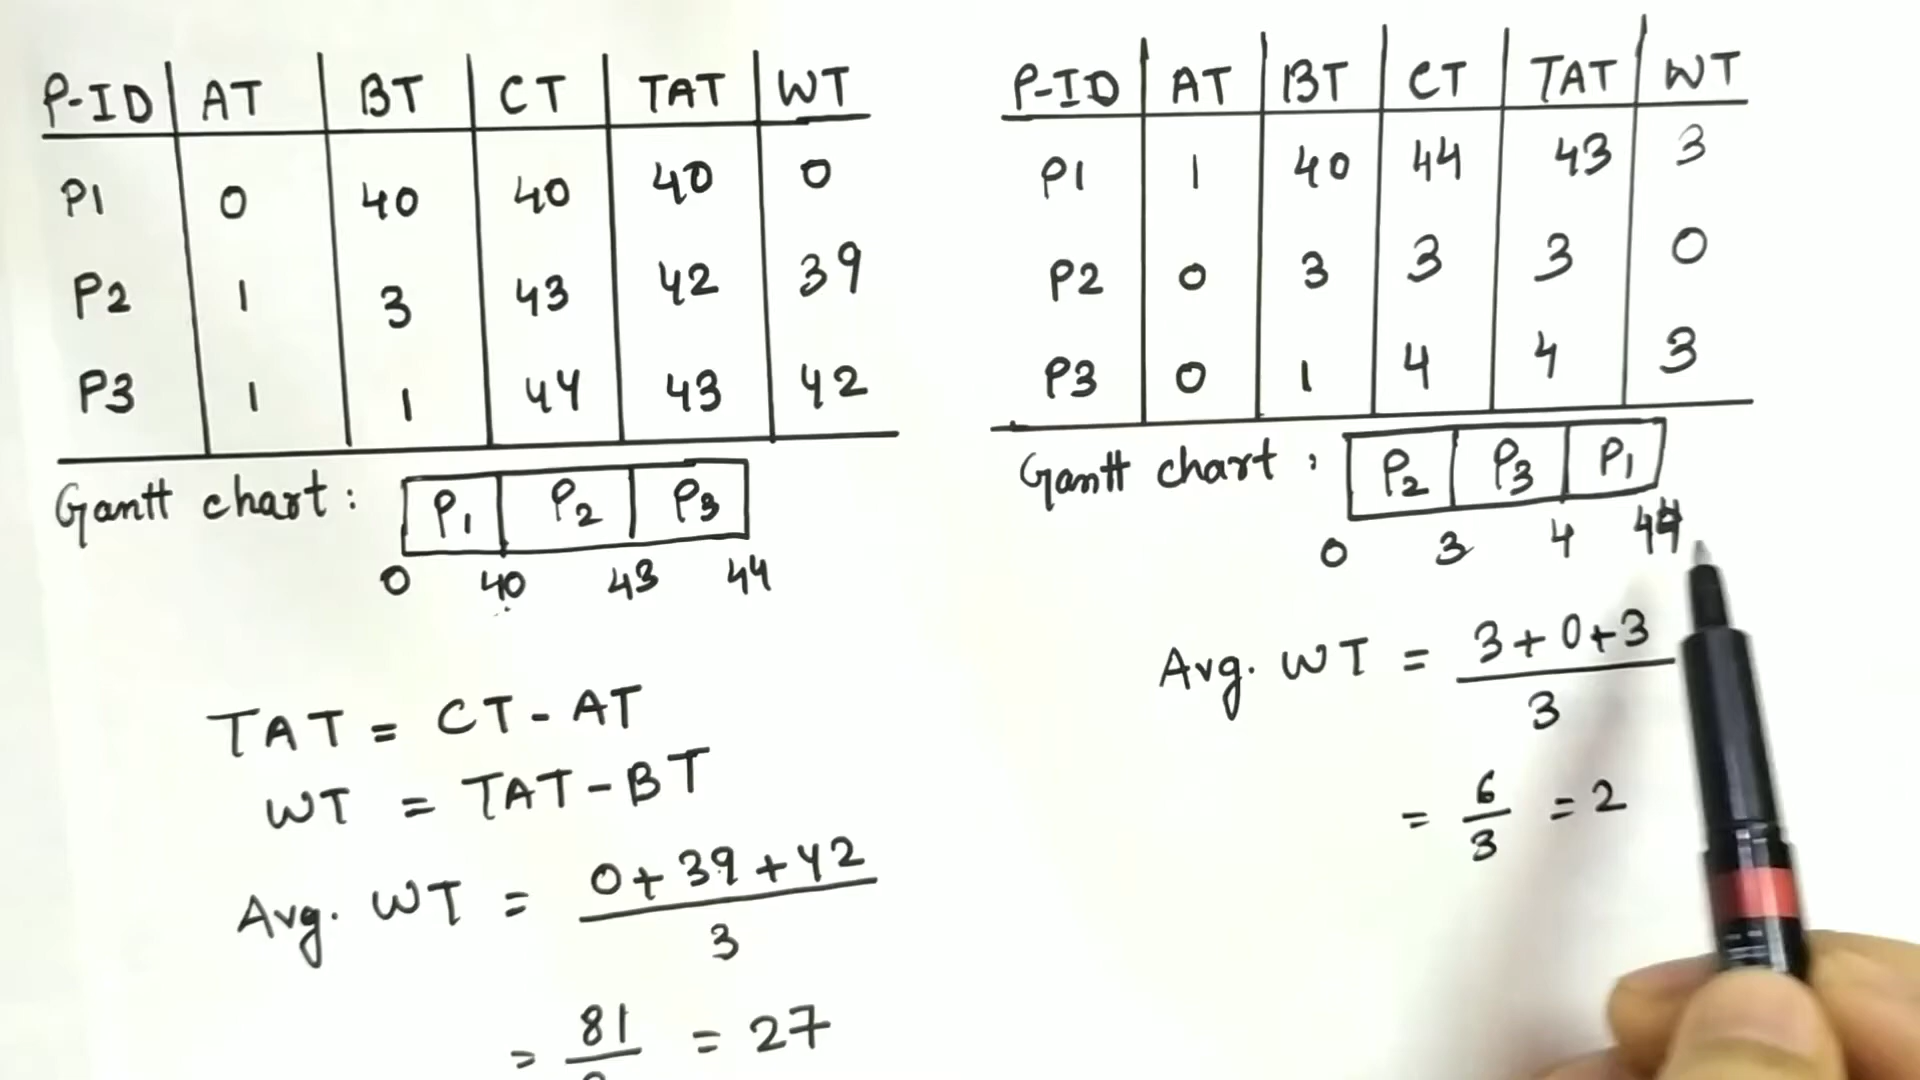 P-ID AT BT CT TAT WT
P1 0 40 40 40 0
P2 1 3 43 42 39
P3 1 1 44 43 42
Gantt chart: P1 P2 P3
0 40 43 44
TAT = CT - AT
WT = TAT - BT
Avg. WT = 0 + 39 + 42
3
= 81 = 27
P-ID AT BT CT TAT WT
P1 1 40 44 43 3
P2 0 3 3 3 0
P3 0 1 4 4 3
Gantt chart : P2 P3 P1
0 3 4 44
Avg. WT = 3 + 0 + 3
3
= 6 = 2
3